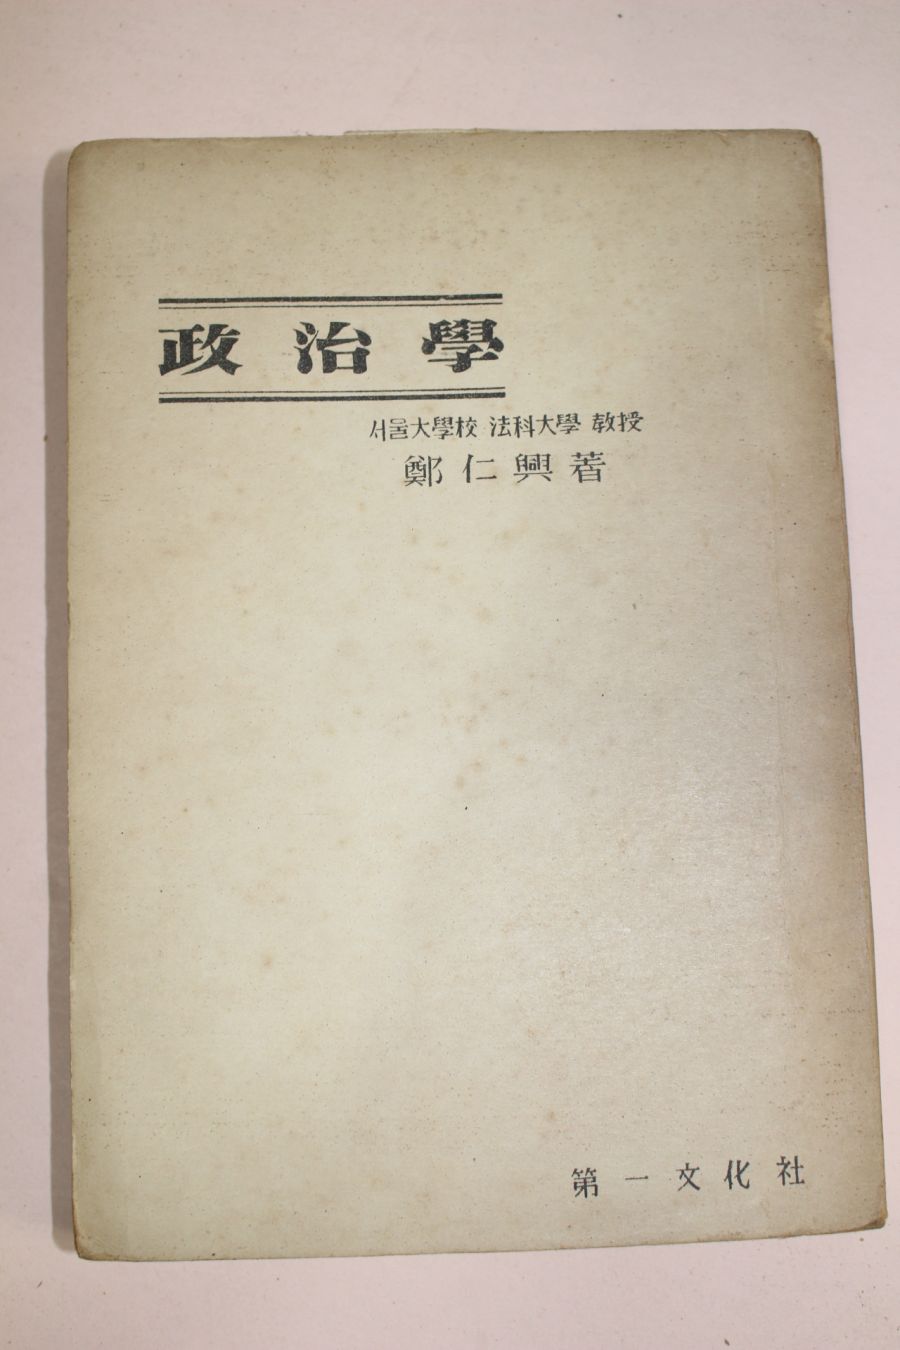 政治學
서울大學校 法科大學 敎授
鄭仁興著
第一文化社